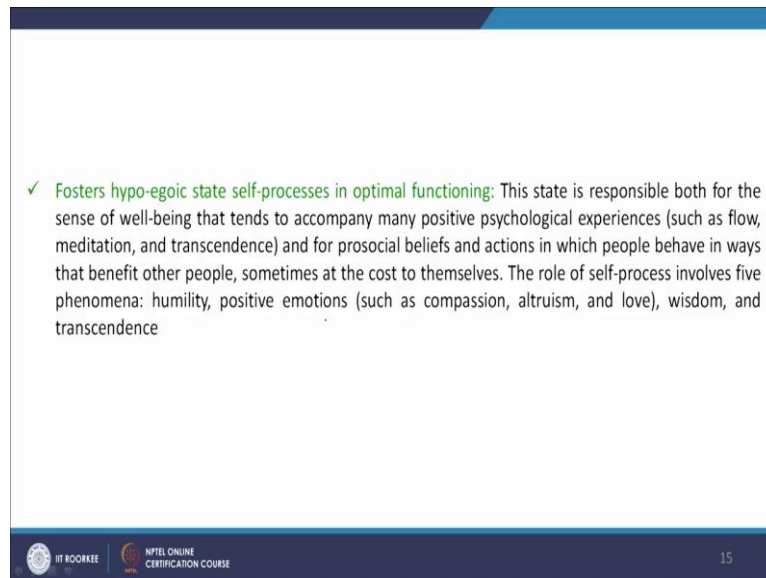 ✓ Fosters hypo-egoic state self-processes in optimal functioning: This state is responsible both for the
sense of well-being that tends to accompany many positive psychological experiences (such as flow,
meditation, and transcendence) and for prosocial beliefs and actions in which people behave in ways
that benefit other people, sometimes at the cost to themselves. The role of self-process involves five
phenomena: humility, positive emotions (such as compassion, altruism, and love), wisdom, and
transcendence
IIT ROORKEE
NPTEL ONLINE
CERTIFICATION COURSE
15